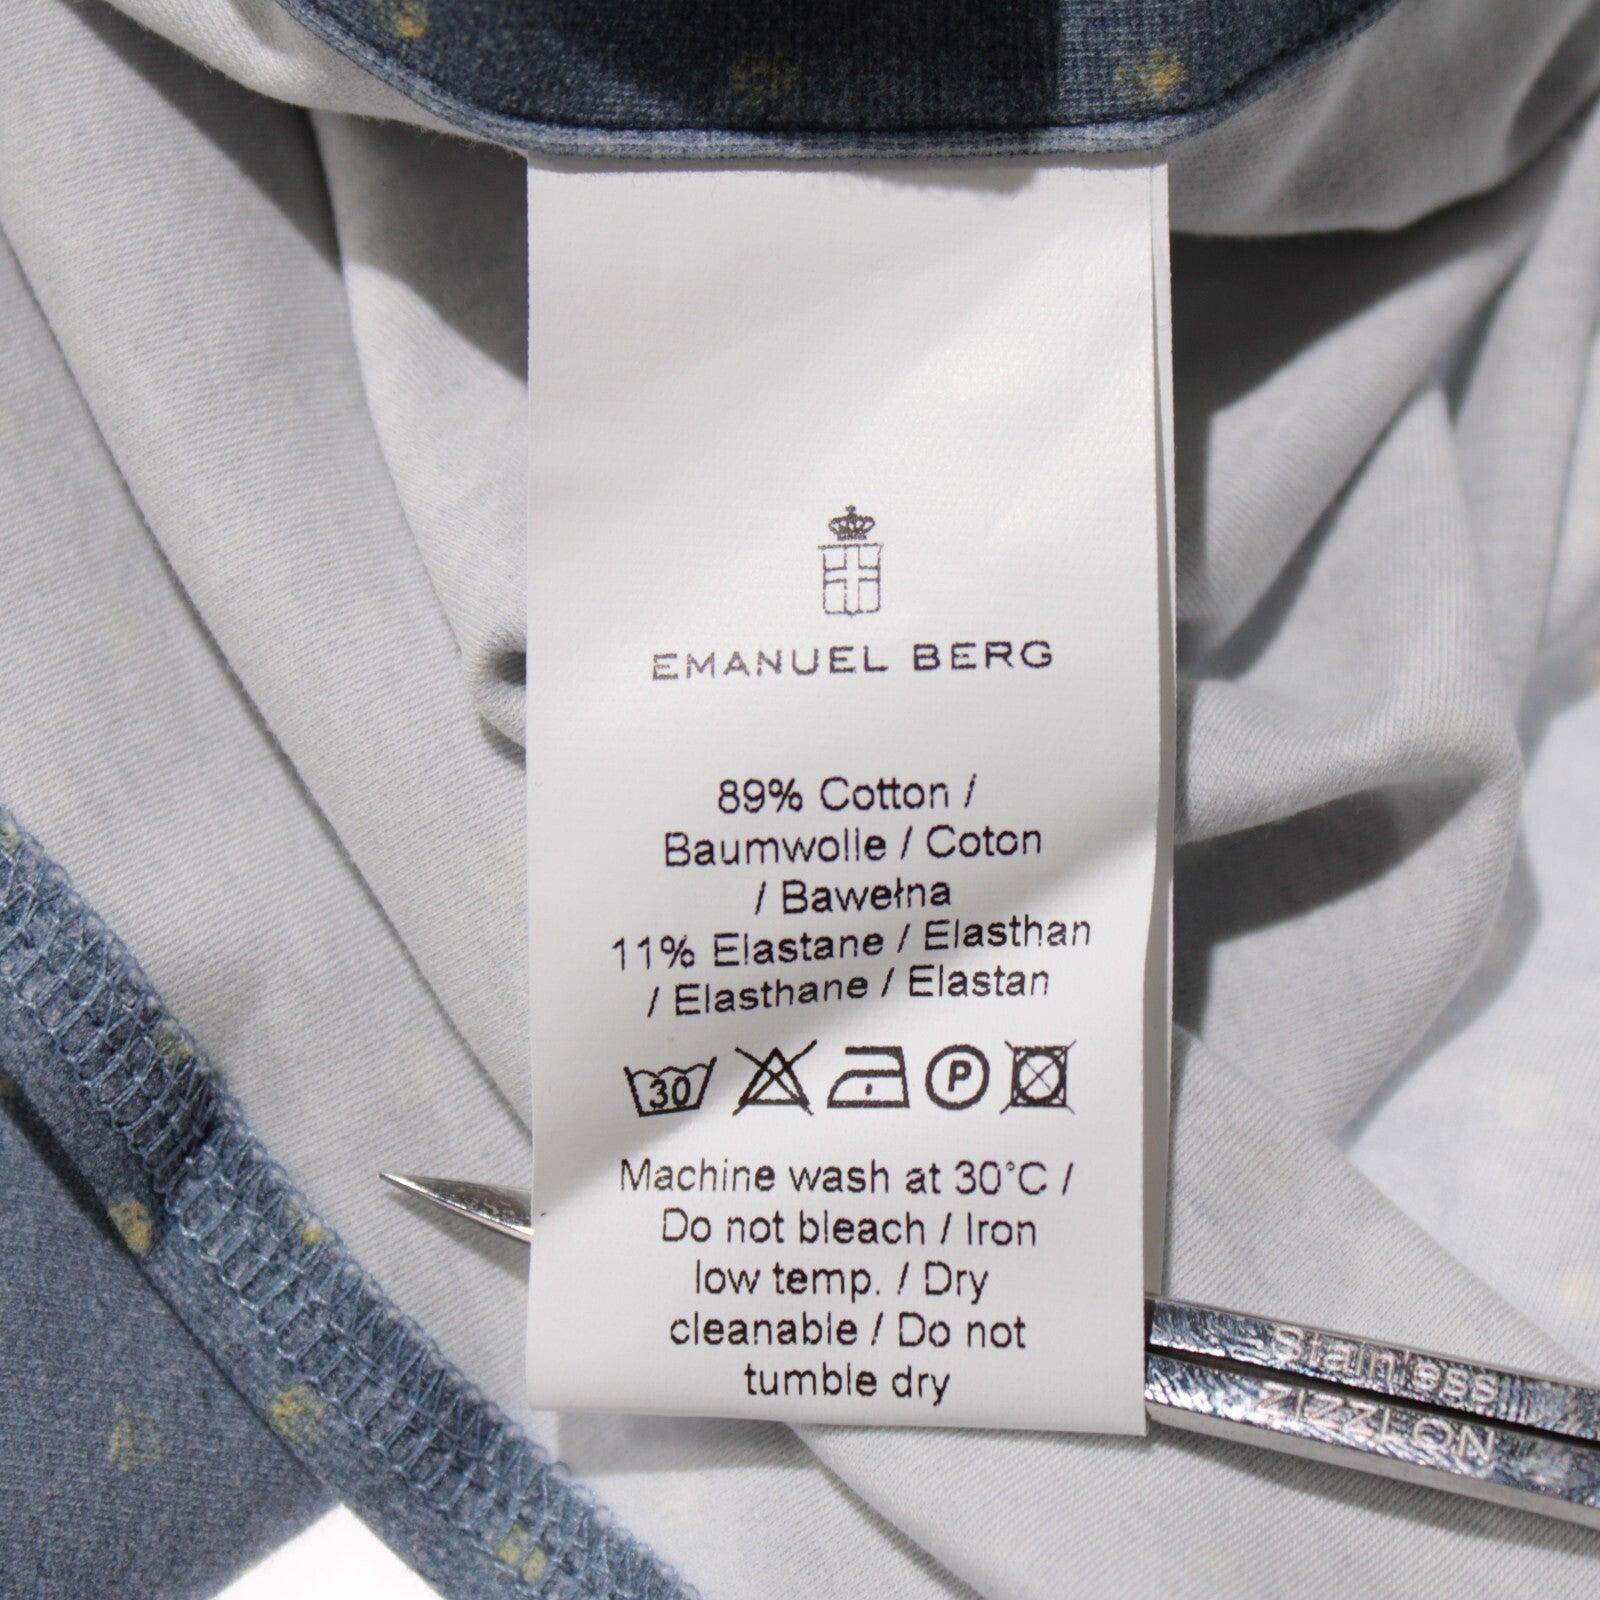 EMANUEL BERG
89% Cotton /
Baumwolle / Coton
/ Bawełna
11% Elastane / Elasthan
/ Elasthane / Elastan
30 P
Machine wash at 30°C /
Do not bleach / Iron
low temp. / Dry
cleanable / Do not
tumble dry
Stainless
ZIZZLON